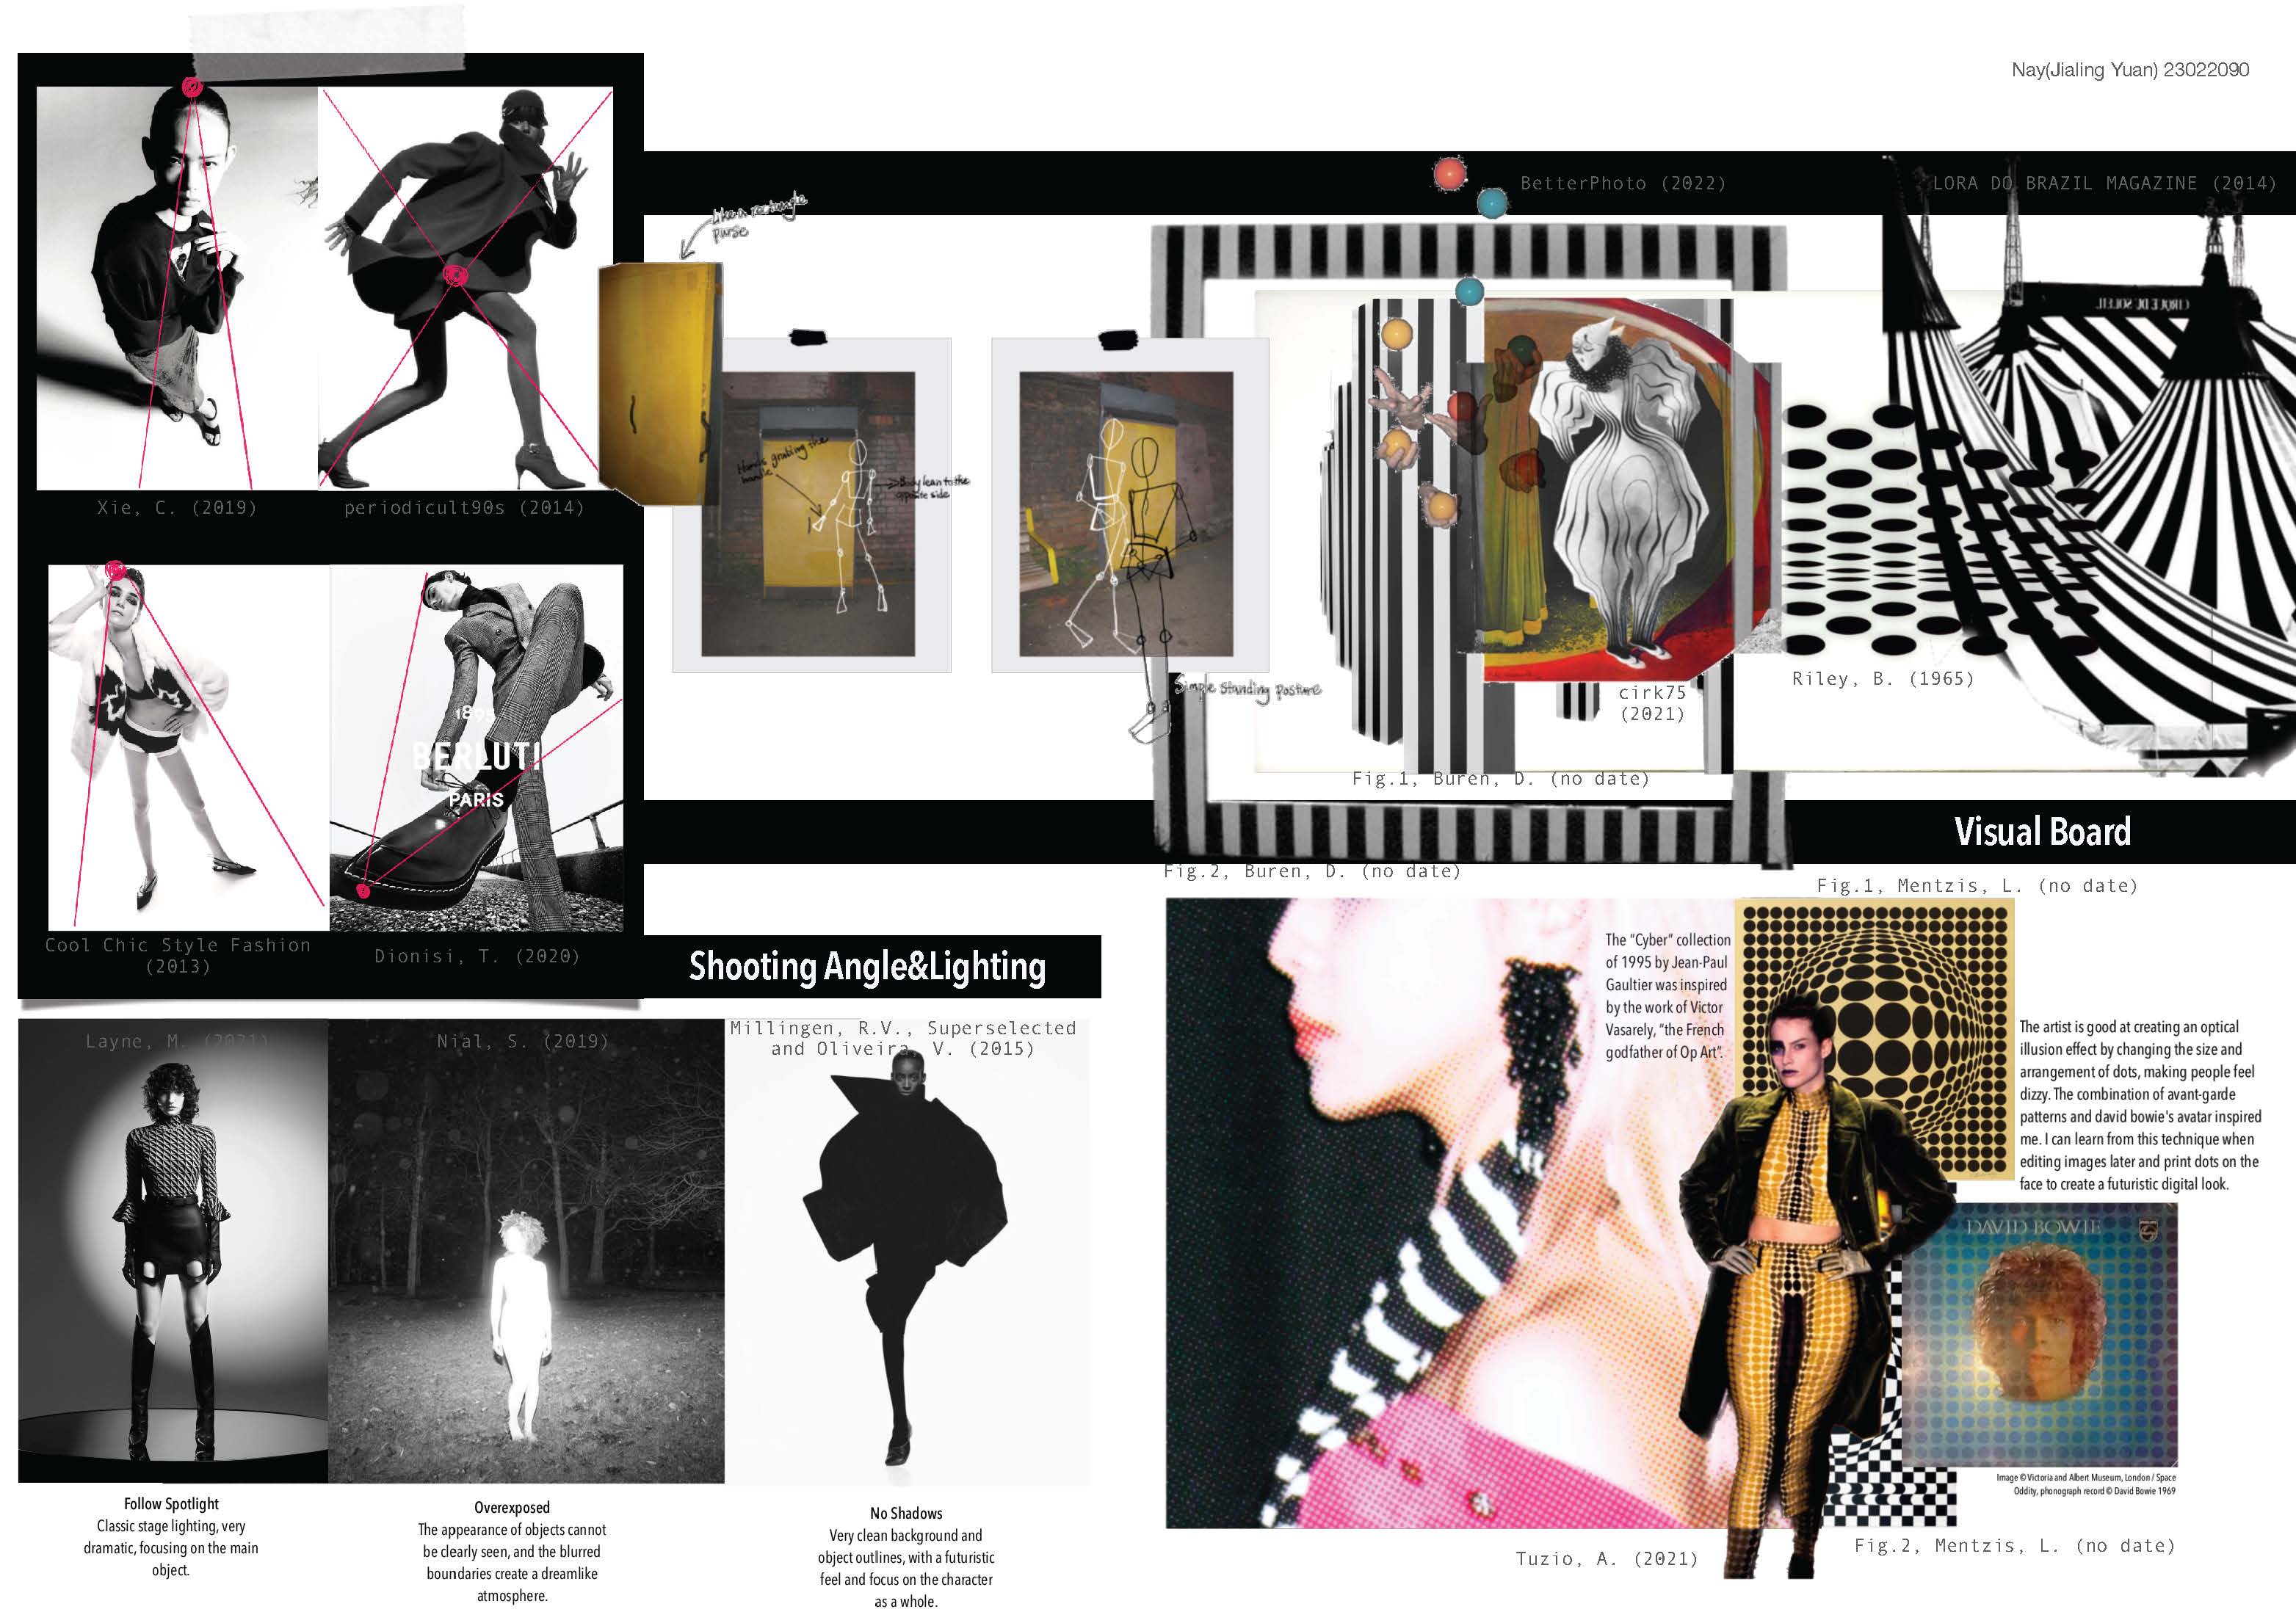 Nay(Jialing Yuan) 23022090
BetterPhoto (2022)
LORA DO BRAZIL MAGAZINE (2014)
purse
Xie, C. (2019)
periodicult90s (2014)
Hands grabing the
handle
Body lean to the
opposite side
Simple standing posture
CIRQUE DU SOLEIL
cirk75
(2021)
Riley, B. (1965)
Fig.1, Buren, D. (no date)
1895
BERLUTI
PARIS
Visual Board
Fig.2, Buren, D. (no date)
Fig.1, Mentzis, L. (no date)
Cool Chic Style Fashion
(2013)
Dionisi, T. (2020)
Shooting Angle&Lighting
The “Cyber” collection
of 1995 by Jean-Paul
Gaultier was inspired
by the work of Victor
Vasarely, “the French
godfather of Op Art”.
The artist is good at creating an optical
illusion effect by changing the size and
arrangement of dots, making people feel
dizzy. The combination of avant-garde
patterns and david bowie's avatar inspired
me. I can learn from this technique when
editing images later and print dots on the
face to create a futuristic digital look.
Layne, M. (2021)
Nial, S. (2019)
Millingen, R.V., Superselected
and Oliveira, V. (2015)
DAVID BOWIE
Image © Victoria and Albert Museum, London / Space
Oddity, phonograph record © David Bowie 1969
Follow Spotlight
Classic stage lighting, very
dramatic, focusing on the main
object.
Overexposed
The appearance of objects cannot
be clearly seen, and the blurred
boundaries create a dreamlike
atmosphere.
No Shadows
Very clean background and
object outlines, with a futuristic
feel and focus on the character
as a whole.
Tuzio, A. (2021)
Fig.2, Mentzis, L. (no date)